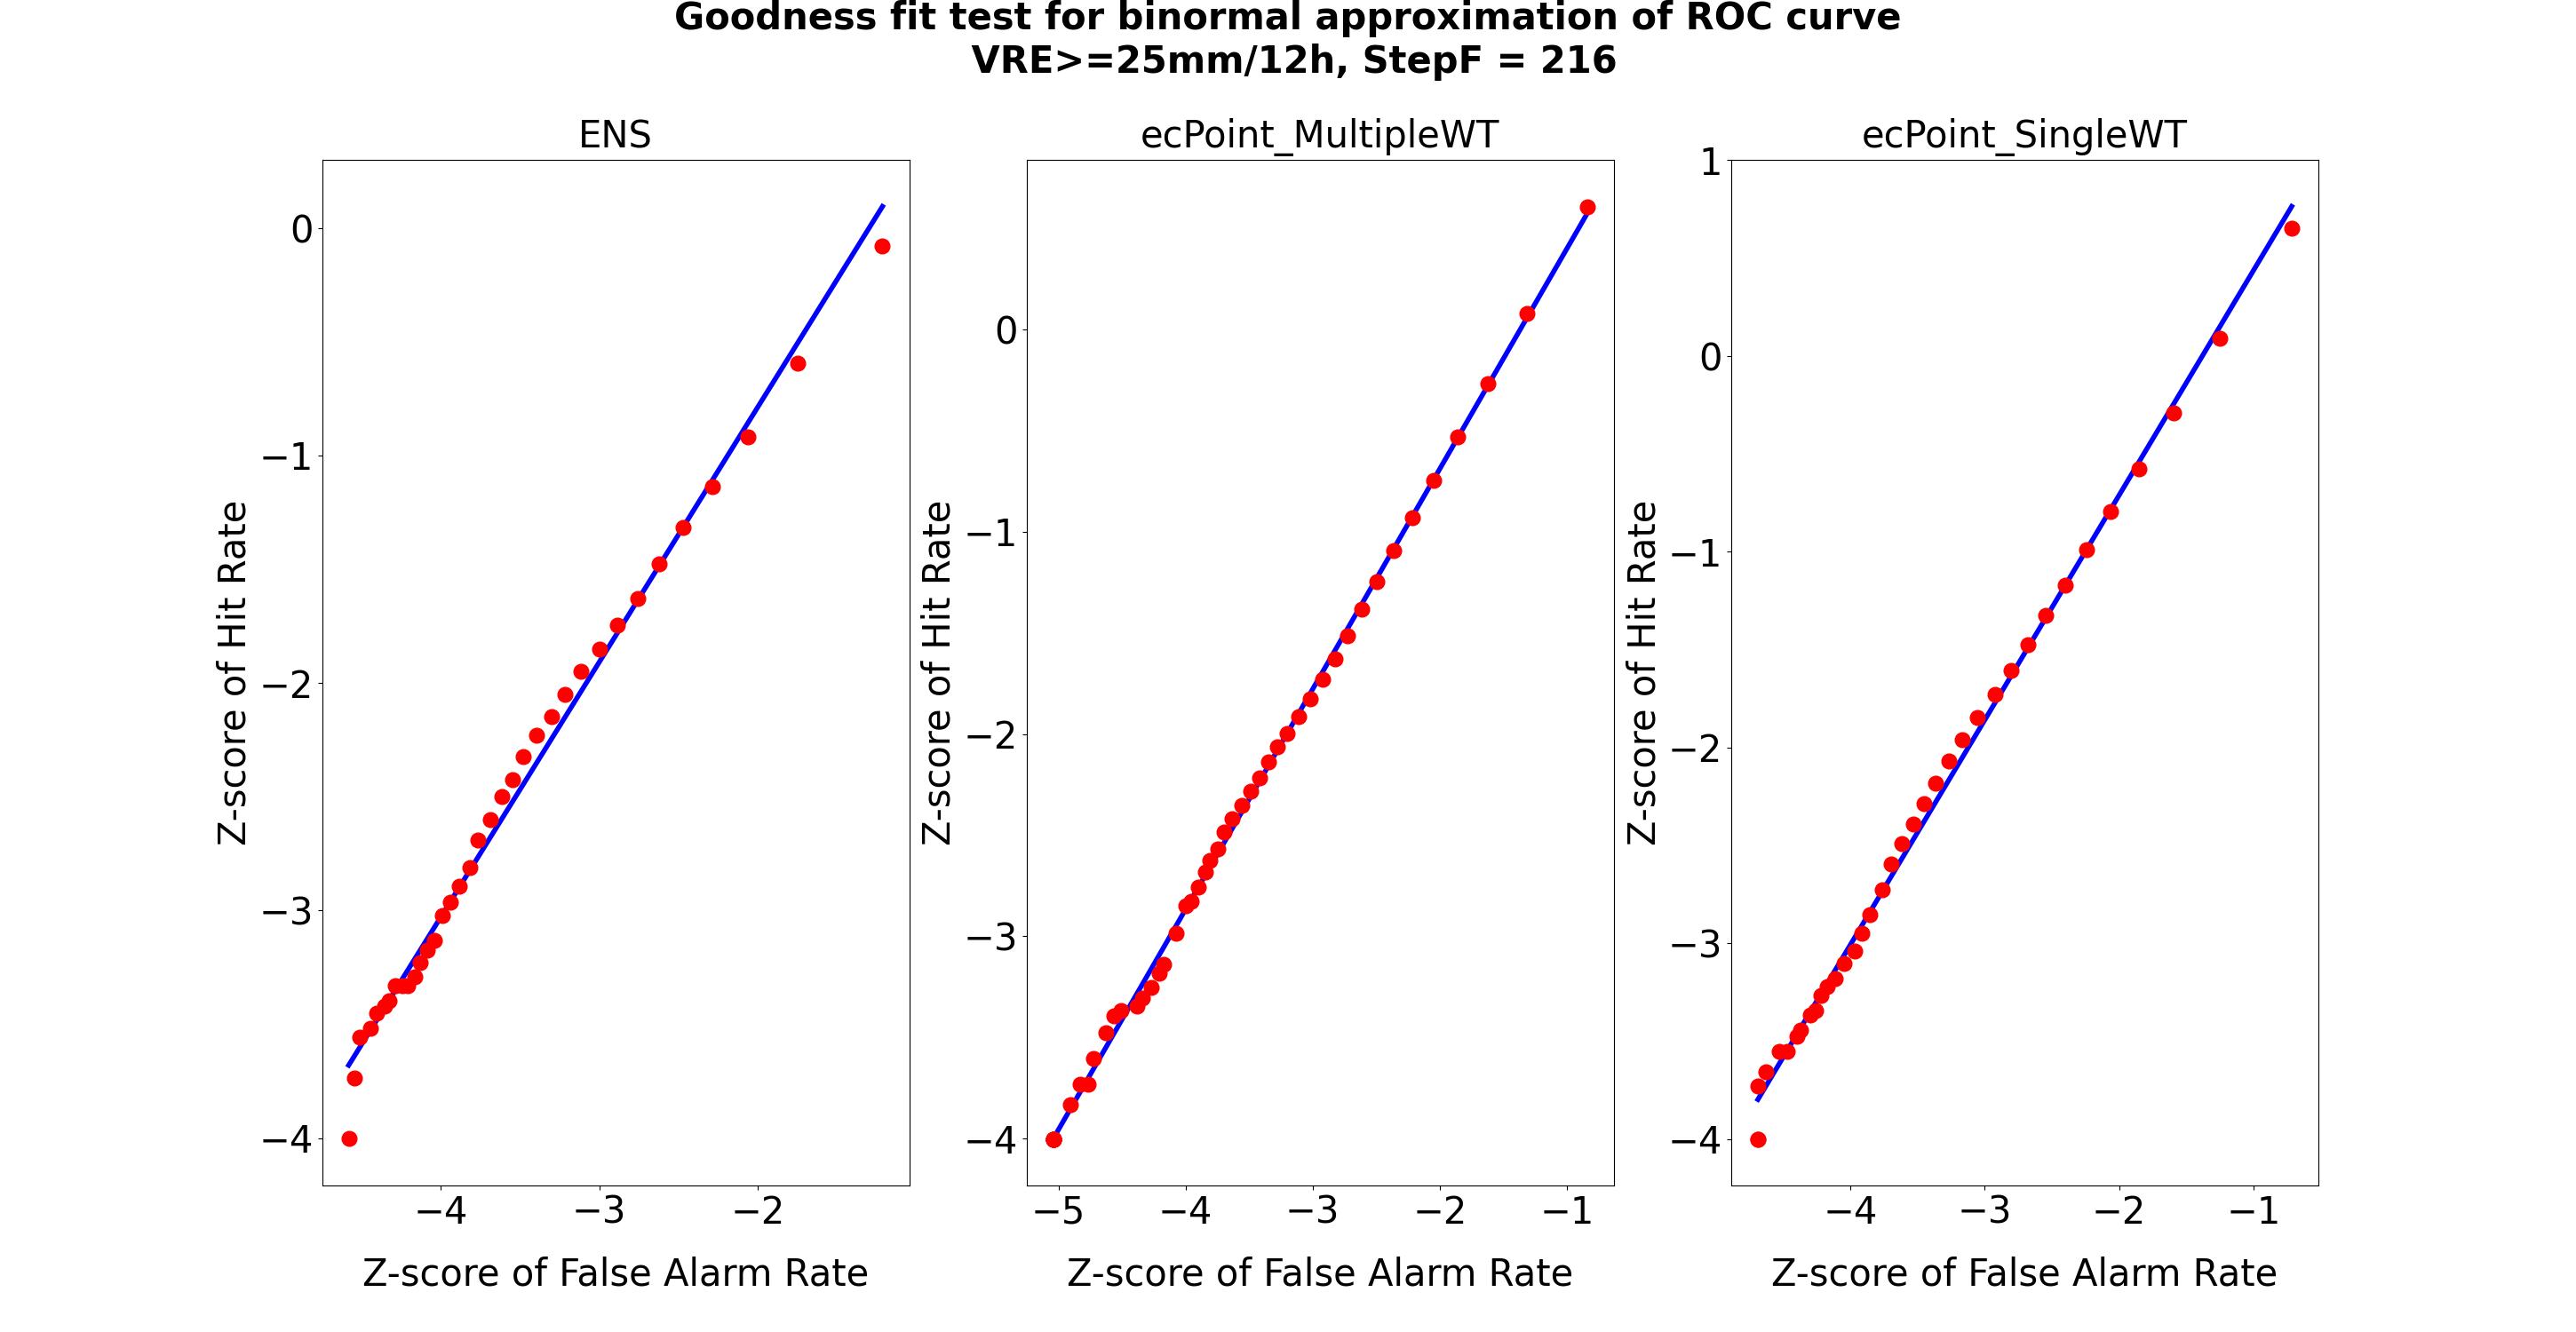 Goodness fit test for binormal approximation of ROC curve
VRE>=25mm/12h, StepF = 216
ENS
0
−1
−2
−3
−4
−4
−3
−2
Z-score of Hit Rate
Z-score of False Alarm Rate
ecPoint_MultipleWT
0
−1
−2
−3
−4
−5
−4
−3
−2
−1
Z-score of Hit Rate
Z-score of False Alarm Rate
ecPoint_SingleWT
1
0
−1
−2
−3
−4
−4
−3
−2
−1
Z-score of Hit Rate
Z-score of False Alarm Rate